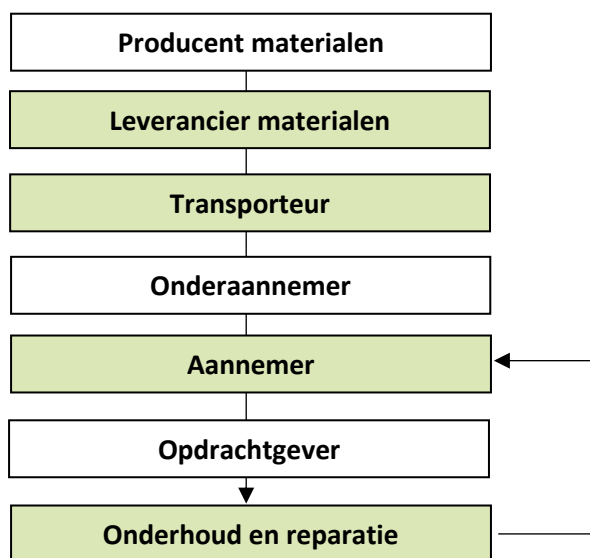 Producent materialen
Leverancier materialen
Transporteur
Onderaannemer
Aannemer
Opdrachtgever
Onderhoud en reparatie